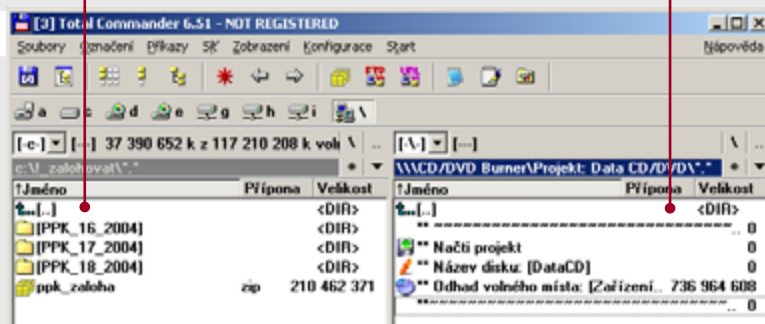 [3] Total Commander 6.51 - NOT REGISTERED
Soubory Označení Příkazy Síť Zobrazení Konfigurace Start Nápověda
a c d e g h i \
[-c-] [---] 37 390 652 k z 117 210 208 k voln \ .. [-\-] [---] \ ..
c:\!_zalohovat\*.* * ▼ \\\CD/DVD Burner\Projekt: Data CD/DVD\*.* * ▼
↑Jméno Přípona Velikost ↑Jméno Přípona Velikost
[..] <DIR> [..] <DIR>
[PPK_16_2004] <DIR> ** ~~~~~~~~~~~~~~~~~~~~~~~~~~~~.. 0
[PPK_17_2004] <DIR> ** Načti projekt 0
[PPK_18_2004] <DIR> ** Název disku: [DataCD] 0
ppk_zaloha zip 210 462 371 ** Odhad volného místa: [Zařízení.. 736 964 608
**~~~~~~~~~~~~~~~~~~~~~~~~~~~~.. 0